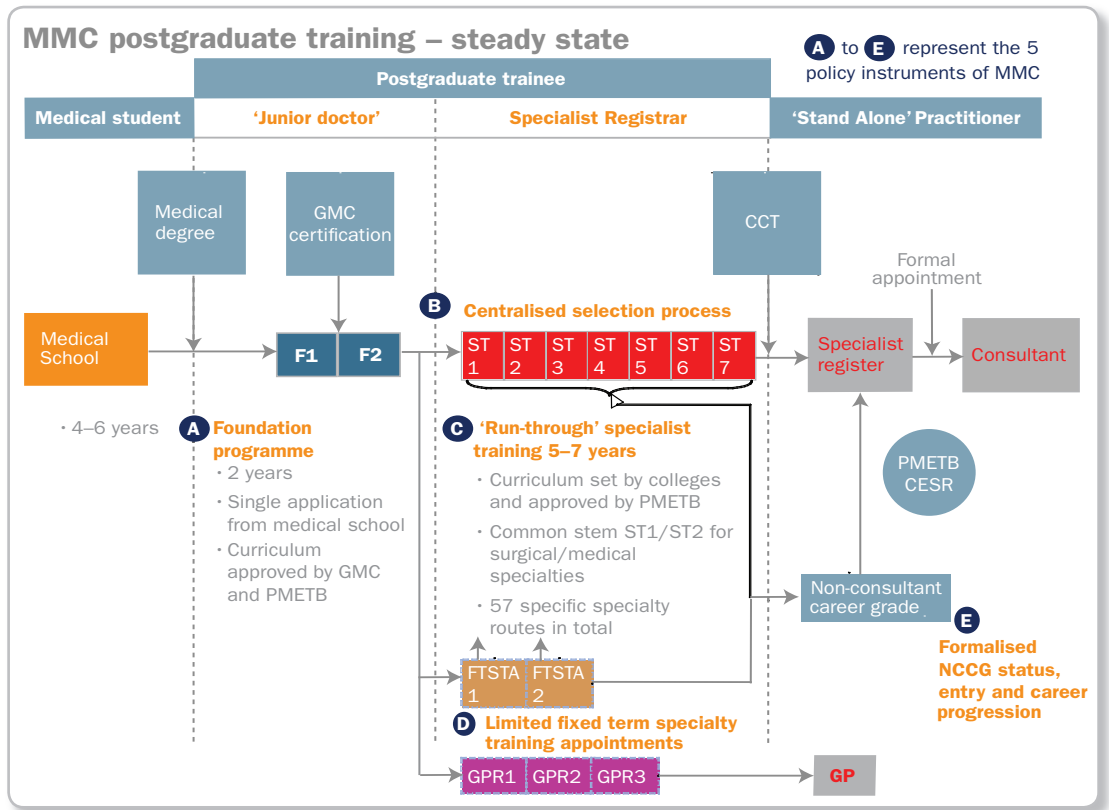 MMC postgraduate training – steady state
A to E represent the 5
policy instruments of MMC
Postgraduate trainee
Medical student
'Junior doctor'
Specialist Registrar
'Stand Alone' Practitioner
Medical
degree
GMC
certification
CCT
Formal
appointment
B Centralised selection process
Medical
School
F1
F2
ST
1
ST
2
ST
3
ST
4
ST
5
ST
6
ST
7
Specialist
register
Consultant
· 4–6 years
A Foundation
programme
· 2 years
· Single application
from medical school
· Curriculum
approved by GMC
and PMETB
C 'Run-through' specialist
training 5–7 years
· Curriculum set by colleges
and approved by PMETB
· Common stem ST1/ST2 for
surgical/medical
specialties
· 57 specific specialty
routes in total
PMETB
CESR
Non-consultant
career grade
E
Formalised
NCCG status,
entry and career
progression
FTSTA
1
FTSTA
2
D Limited fixed term specialty
training appointments
GPR1
GPR2
GPR3
GP